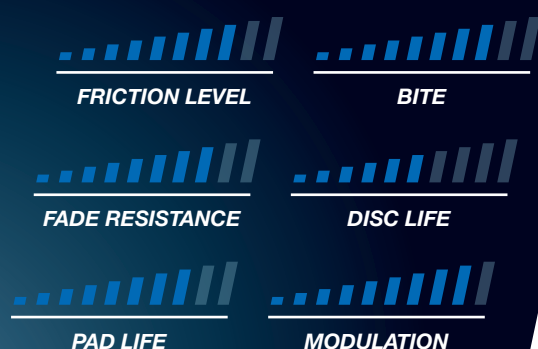 FRICTION LEVEL
BITE
FADE RESISTANCE
DISC LIFE
PAD LIFE
MODULATION